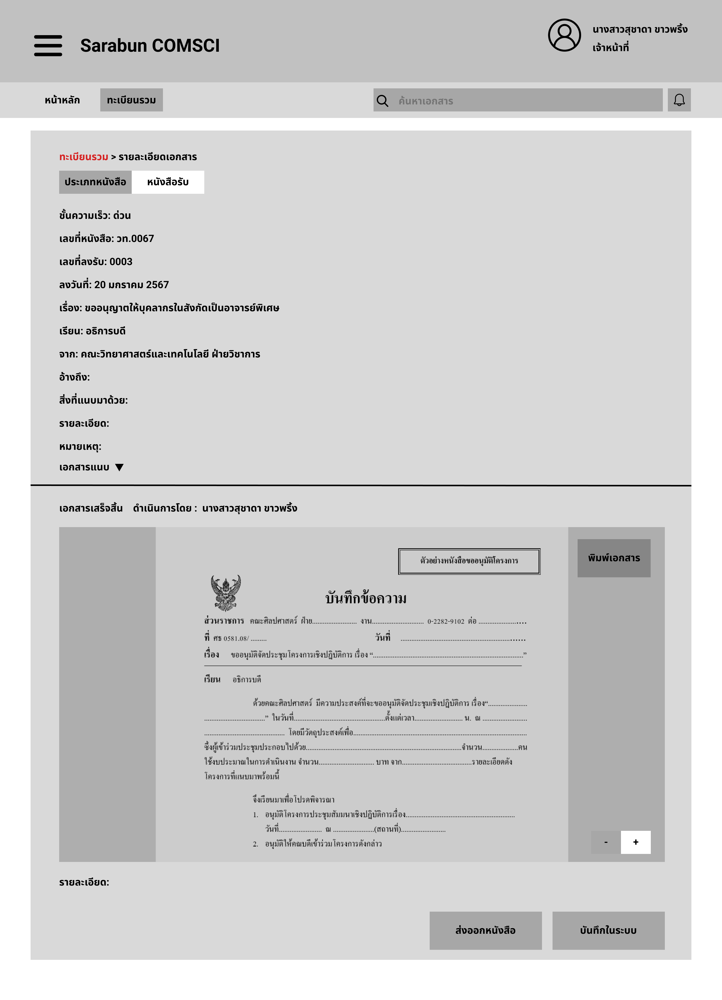 Sarabun COMSCI
นางสาวสุชาดา ขาวพริ้ง
เจ้าหน้าที่
หน้าหลัก
ทะเบียนรวม
ค้นหาเอกสาร
ทะเบียนรวม > รายละเอียดเอกสาร
ประเภทหนังสือ
หนังสือรับ
ชั้นความเร็ว: ด่วน
เลขที่หนังสือ: วท.0067
เลขที่ลงรับ: 0003
ลงวันที่: 20 มกราคม 2567
เรื่อง: ขออนุญาตให้บุคลากรในสังกัดเป็นอาจารย์พิเศษ
เรียน: อธิการบดี
จาก: คณะวิทยาศาสตร์และเทคโนโลยี ฝ่ายวิชาการ
อ้างถึง:
สิ่งที่แนบมาด้วย:
รายละเอียด:
หมายเหตุ:
เอกสารแนบ ▼
เอกสารเสร็จสิ้น ดำเนินการโดย : นางสาวสุชาดา ขาวพริ้ง
พิมพ์เอกสาร
ตัวอย่างหนังสือขออนุมัติโครงการ
บันทึกข้อความ
ส่วนราชการ คณะศิลปศาสตร์ ฝ่าย......................... งาน............................. 0-2282-9102 ต่อ .........................
ที่ ศธ 0581.08/ ......... วันที่ ....................................................................
เรื่อง ขออนุมัติจัดประชุมโครงการเชิงปฏิบัติการ เรื่อง “.....................................................................................”
เรียน อธิการบดี
ด้วยคณะศิลปศาสตร์ มีความประสงค์ที่จะขออนุมัติจัดประชุมเชิงปฏิบัติการ เรื่อง“......................
..................................” ในวันที่...................................................ตั้งแต่เวลา........................... น. ณ .........................
............................................. โดยมีวัตถุประสงค์เพื่อ.................................................................................................
ซึ่งผู้เข้าร่วมประชุมประกอบไปด้วย.......................................................................................จำนวน....................คน
ใช้งบประมาณในการดำเนินงาน จำนวน............................... บาท จาก.......................................รายละเอียดดัง
โครงการที่แนบมาพร้อมนี้
จึงเรียนมาเพื่อโปรดพิจารณา
1. อนุมัติโครงการประชุมสัมมนาเชิงปฏิบัติการเรื่อง.............................................................
วันที่........................ ณ .......................(สถานที่).........................
2. อนุมัติให้คณบดีเข้าร่วมโครงการดังกล่าว
- +
รายละเอียด:
ส่งออกหนังสือ
บันทึกในระบบ